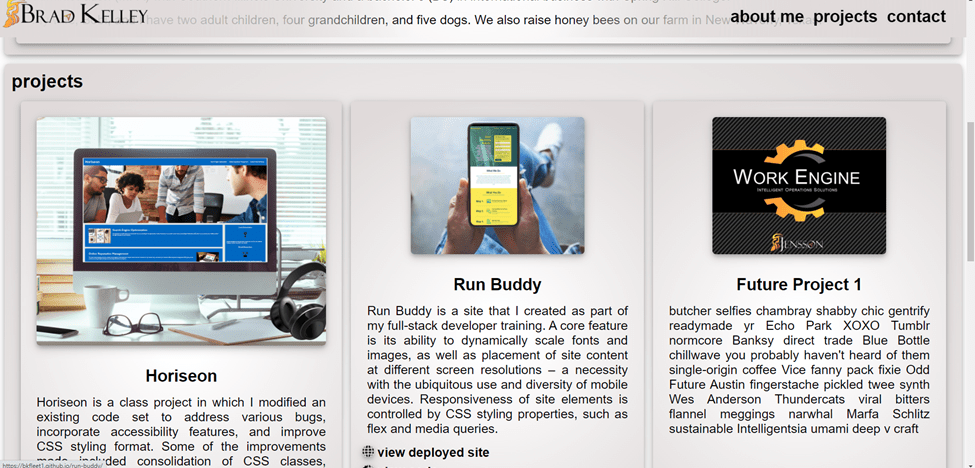 BRAD KELLEY
about me projects contact
have two adult children, four grandchildren, and five dogs. We also raise honey bees on our farm in New
projects
Horiseon
WORK ENGINE
INTELLIGENT OPERATIONS SOLUTIONS
JENSSON
Horiseon
Horiseon is a class project in which I modified an
existing code set to address various bugs,
incorporate accessibility features, and improve
CSS styling format. Some of the improvements
made included consolidation of CSS classes,
Run Buddy
Run Buddy is a site that I created as part of
my full-stack developer training. A core feature
is its ability to dynamically scale fonts and
images, as well as placement of site content
at different screen resolutions – a necessity
with the ubiquitous use and diversity of mobile
devices. Responsiveness of site elements is
controlled by CSS styling properties, such as
flex and media queries.
view deployed site
Future Project 1
butcher selfies chambray shabby chic gentrify
readymade yr Echo Park XOXO Tumblr
normcore Banksy direct trade Blue Bottle
chillwave you probably haven't heard of them
single-origin coffee Vice fanny pack fixie Odd
Future Austin fingerstache pickled twee synth
Wes Anderson Thundercats viral bitters
flannel meggings narwhal Marfa Schlitz
sustainable Intelligentsia umami deep v craft
https://bkfleet1.github.io/run-buddy/